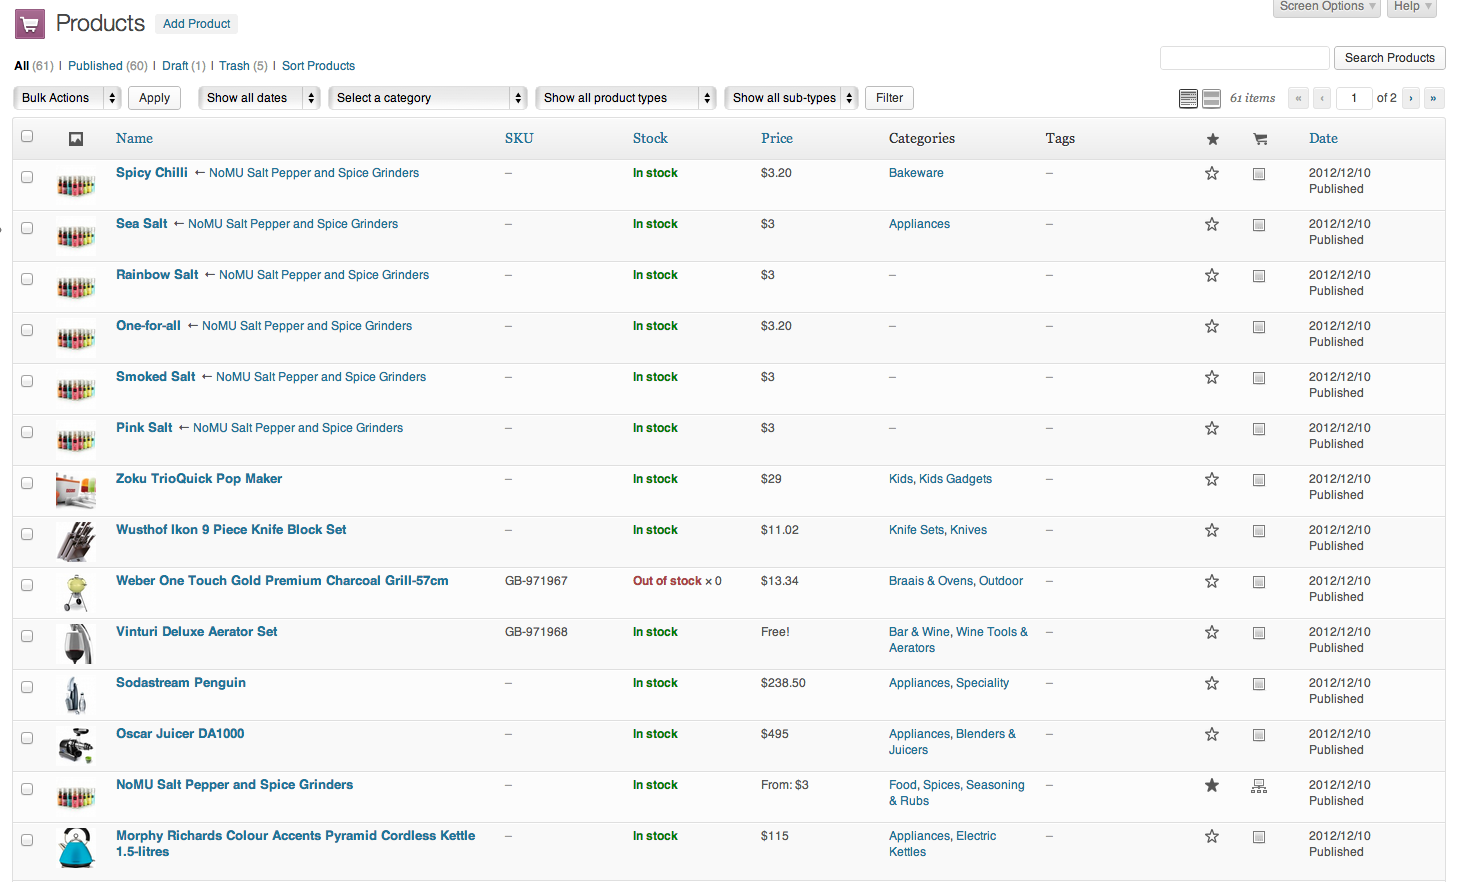 Screen Options ▾ Help ▾
Products Add Product
All (61) | Published (60) | Draft (1) | Trash (5) | Sort Products
Search Products
Bulk Actions Apply Show all dates Select a category Show all product types Show all sub-types Filter 61 items « ‹ 1 of 2 › »
Name SKU Stock Price Categories Tags Date
Spicy Chilli ← NoMU Salt Pepper and Spice Grinders – In stock $3.20 Bakeware – 2012/12/10
Published
Sea Salt ← NoMU Salt Pepper and Spice Grinders – In stock $3 Appliances – 2012/12/10
Published
Rainbow Salt ← NoMU Salt Pepper and Spice Grinders – In stock $3 – – 2012/12/10
Published
One-for-all ← NoMU Salt Pepper and Spice Grinders – In stock $3.20 – – 2012/12/10
Published
Smoked Salt ← NoMU Salt Pepper and Spice Grinders – In stock $3 – – 2012/12/10
Published
Pink Salt ← NoMU Salt Pepper and Spice Grinders – In stock $3 – – 2012/12/10
Published
Zoku TrioQuick Pop Maker – In stock $29 Kids, Kids Gadgets – 2012/12/10
Published
Wusthof Ikon 9 Piece Knife Block Set – In stock $11.02 Knife Sets, Knives – 2012/12/10
Published
Weber One Touch Gold Premium Charcoal Grill-57cm GB-971967 Out of stock × 0 $13.34 Braais & Ovens, Outdoor – 2012/12/10
Published
Vinturi Deluxe Aerator Set GB-971968 In stock Free! Bar & Wine, Wine Tools & – 2012/12/10
Aerators Published
Sodastream Penguin – In stock $238.50 Appliances, Speciality – 2012/12/10
Published
Oscar Juicer DA1000 – In stock $495 Appliances, Blenders & – 2012/12/10
Juicers Published
NoMU Salt Pepper and Spice Grinders – In stock From: $3 Food, Spices, Seasoning – 2012/12/10
& Rubs Published
Morphy Richards Colour Accents Pyramid Cordless Kettle – In stock $115 Appliances, Electric – 2012/12/10
1.5-litres Kettles Published